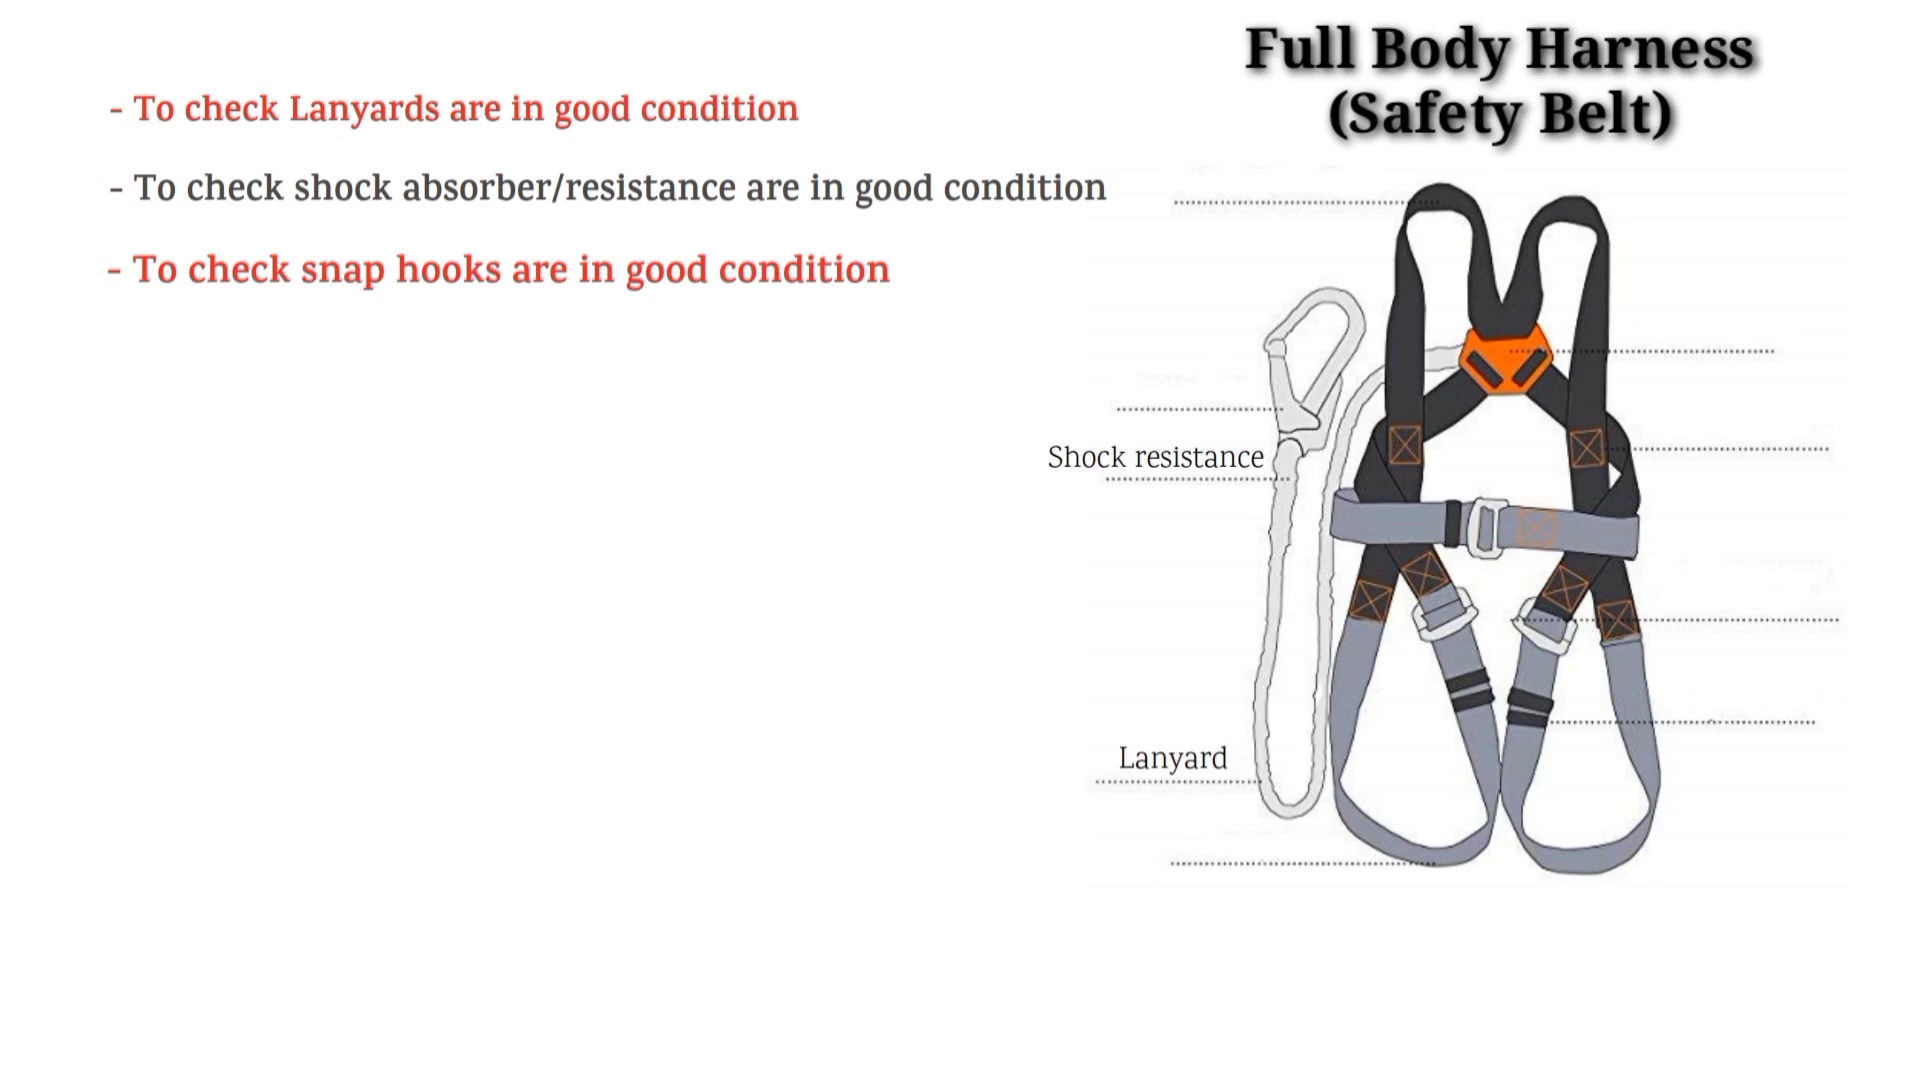 Full Body Harness
(Safety Belt)
- To check Lanyards are in good condition
- To check shock absorber/resistance are in good condition
- To check snap hooks are in good condition
Shock resistance
Lanyard